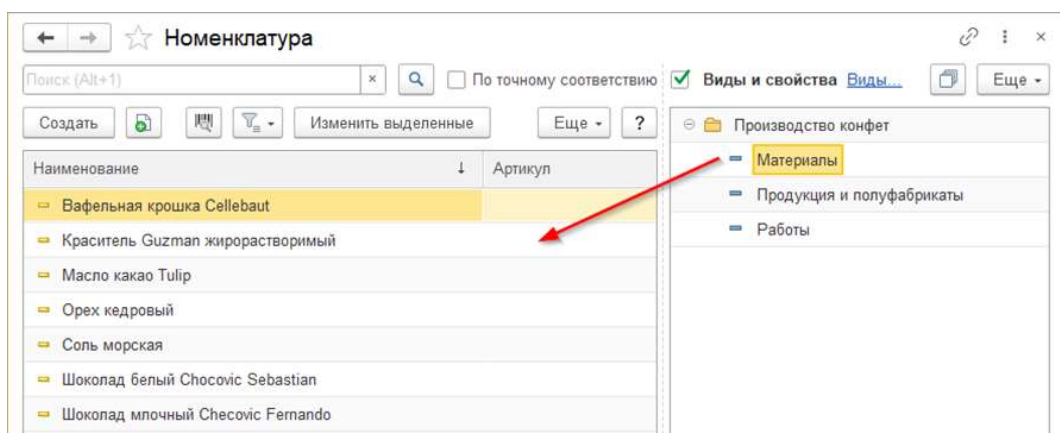 Номенклатура
Поиск (Alt+1) × По точному соответствию Виды и свойства Виды... Еще
Создать Изменить выделенные Еще ? Производство конфет
Наименование ↓ Артикул Материалы
Вафельная крошка Cellebaut Продукция и полуфабрикаты
Краситель Guzman жирорастворимый Работы
Масло какао Tulip
Орех кедровый
Соль морская
Шоколад белый Chocovic Sebastian
Шоколад млочный Checovic Fernando